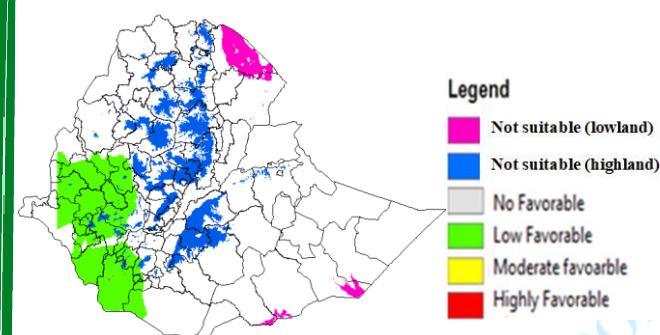 Legend
Not suitable (lowland)
Not suitable (highland)
No Favorable
Low Favorable
Moderate favoarble
Highly Favorable